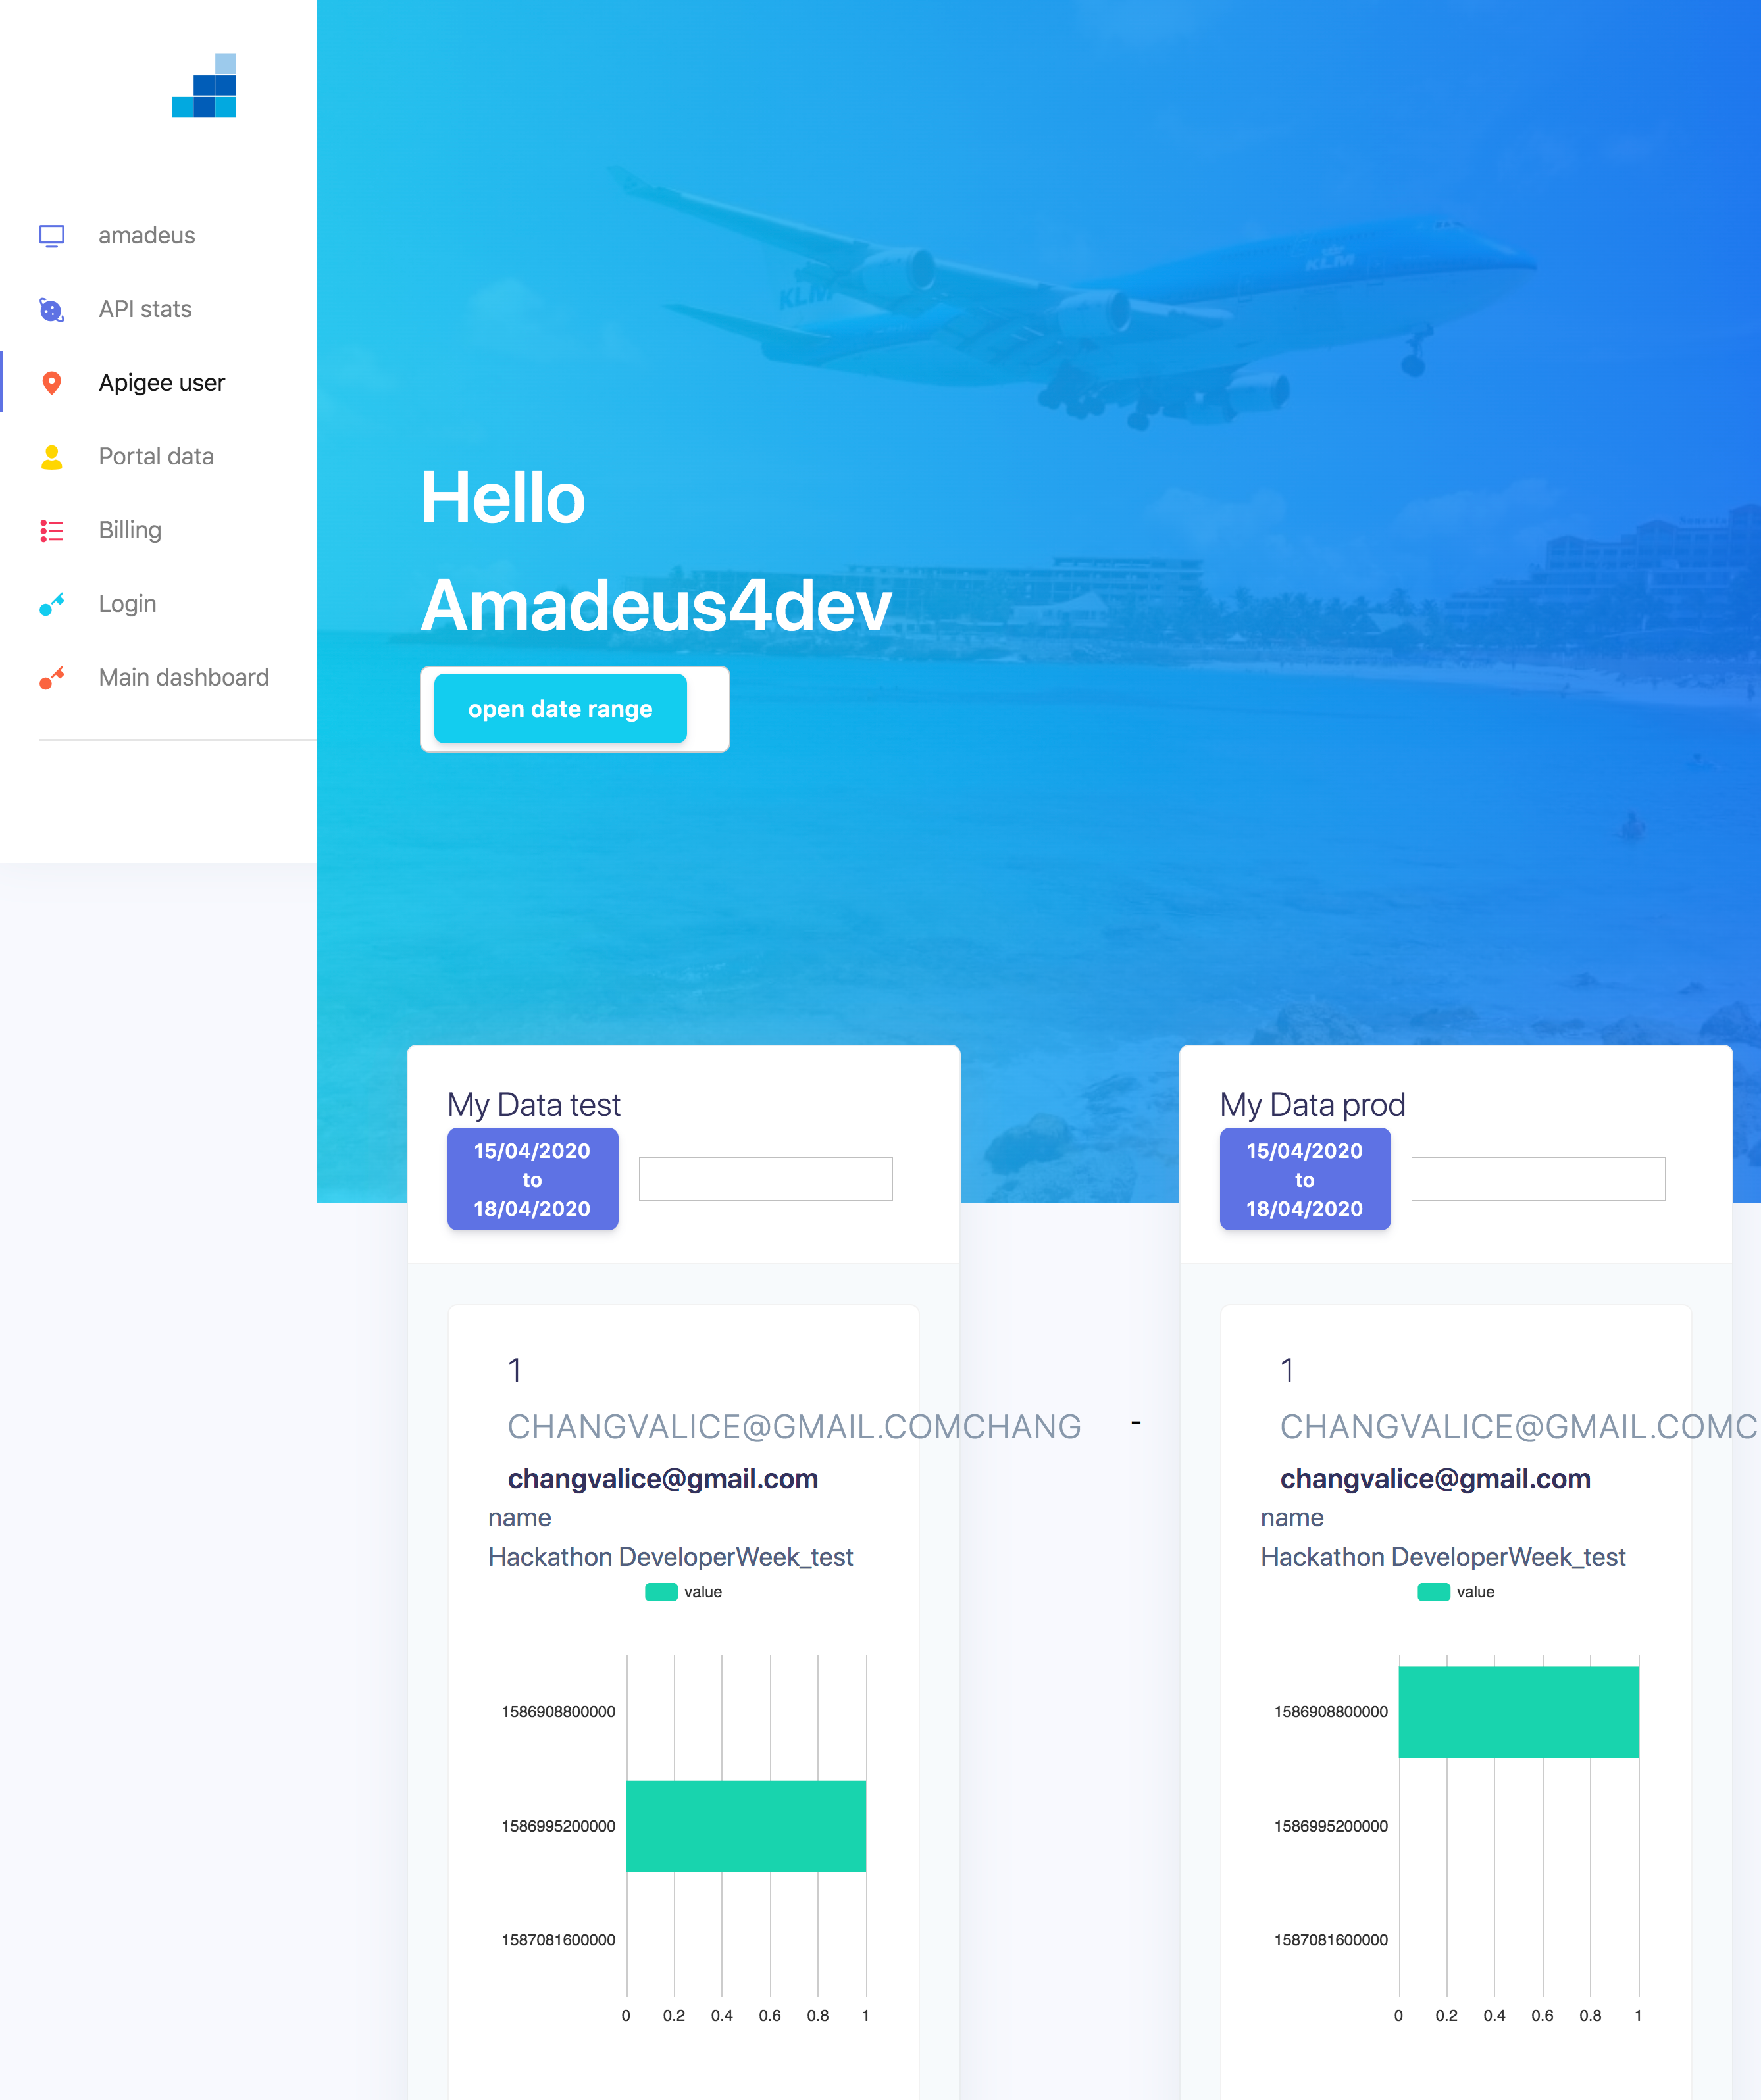 amadeus
API stats
Apigee user
Portal data
Billing
Login
Main dashboard
KLM
KLM
Hello
Amadeus4dev
open date range
My Data test
15/04/2020
to
18/04/2020
1
CHANGVALICE@GMAIL.COMCHANG
changvalice@gmail.com
name
Hackathon DeveloperWeek_test
value
1586908800000
1586995200000
1587081600000
0 0.2 0.4 0.6 0.8 1
-
My Data prod
15/04/2020
to
18/04/2020
1
CHANGVALICE@GMAIL.COMC
changvalice@gmail.com
name
Hackathon DeveloperWeek_test
value
1586908800000
1586995200000
1587081600000
0 0.2 0.4 0.6 0.8 1